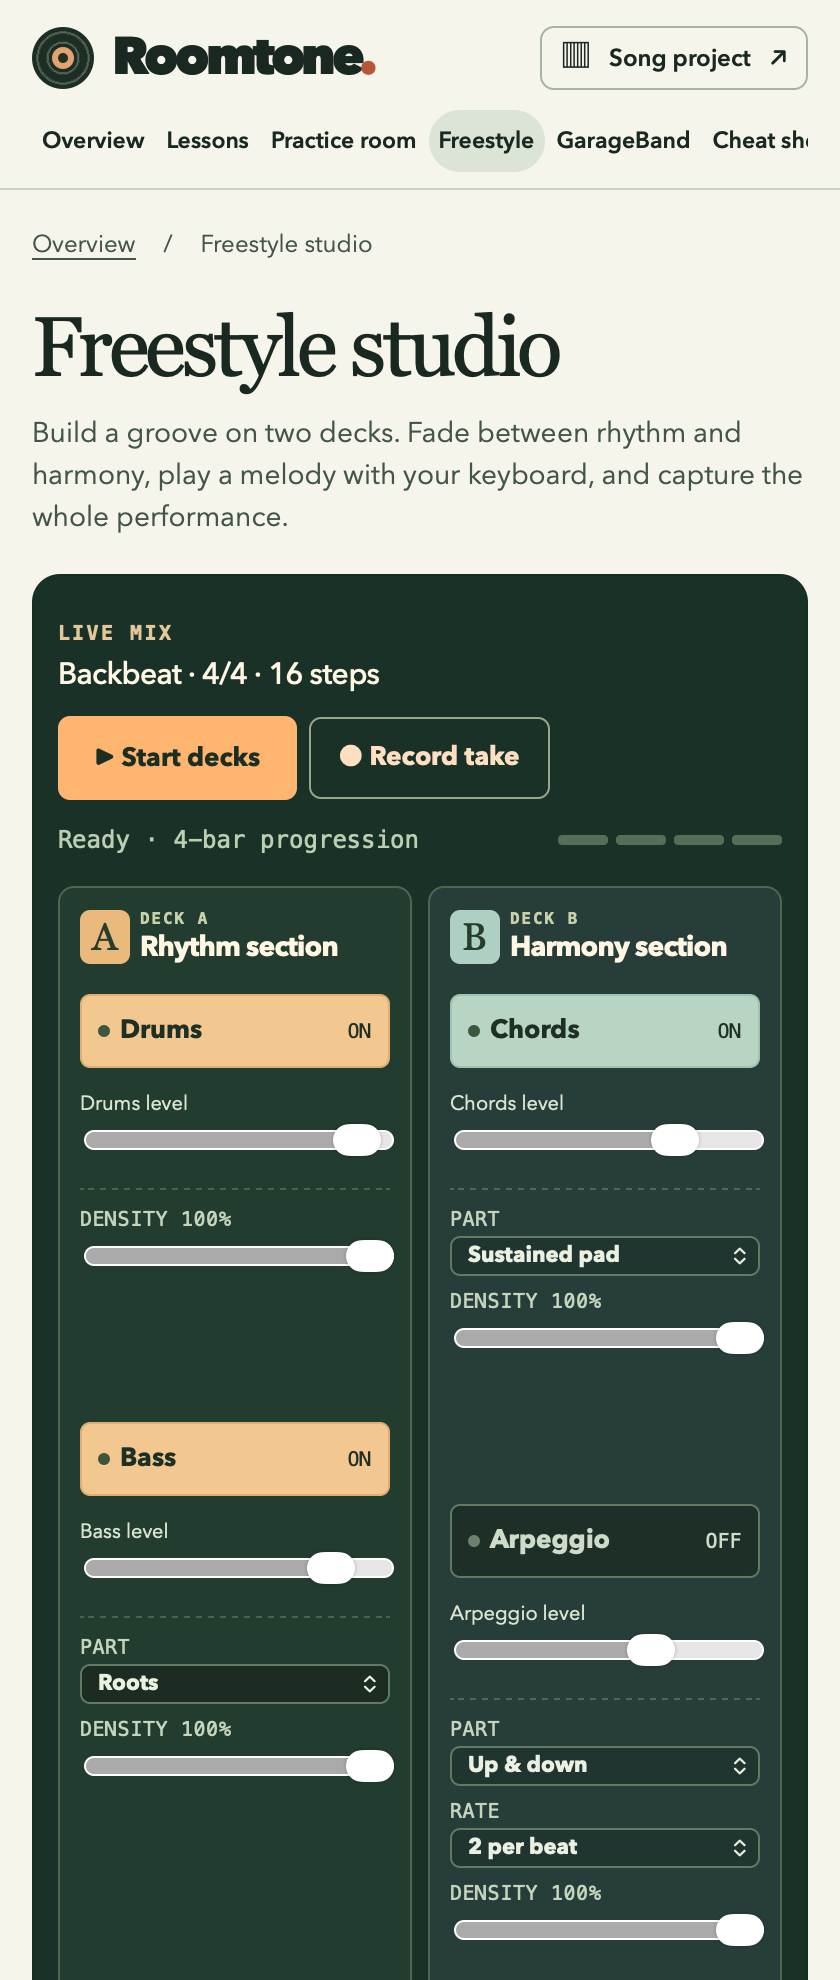 Roomtone.
Song project
Overview Lessons Practice room Freestyle GarageBand Cheat
Overview / Freestyle studio
Freestyle studio
Build a groove on two decks. Fade between rhythm and
harmony, play a melody with your keyboard, and capture the
whole performance.
LIVE MIX
Backbeat · 4/4 · 16 steps
Start decks
Record take
Ready · 4-bar progression
A
DECK A
Rhythm section
Drums ON
Drums level
DENSITY 100%
Bass ON
Bass level
PART
Roots
DENSITY 100%
B
DECK B
Harmony section
Chords ON
Chords level
PART
Sustained pad
DENSITY 100%
Arpeggio OFF
Arpeggio level
PART
Up & down
RATE
2 per beat
DENSITY 100%